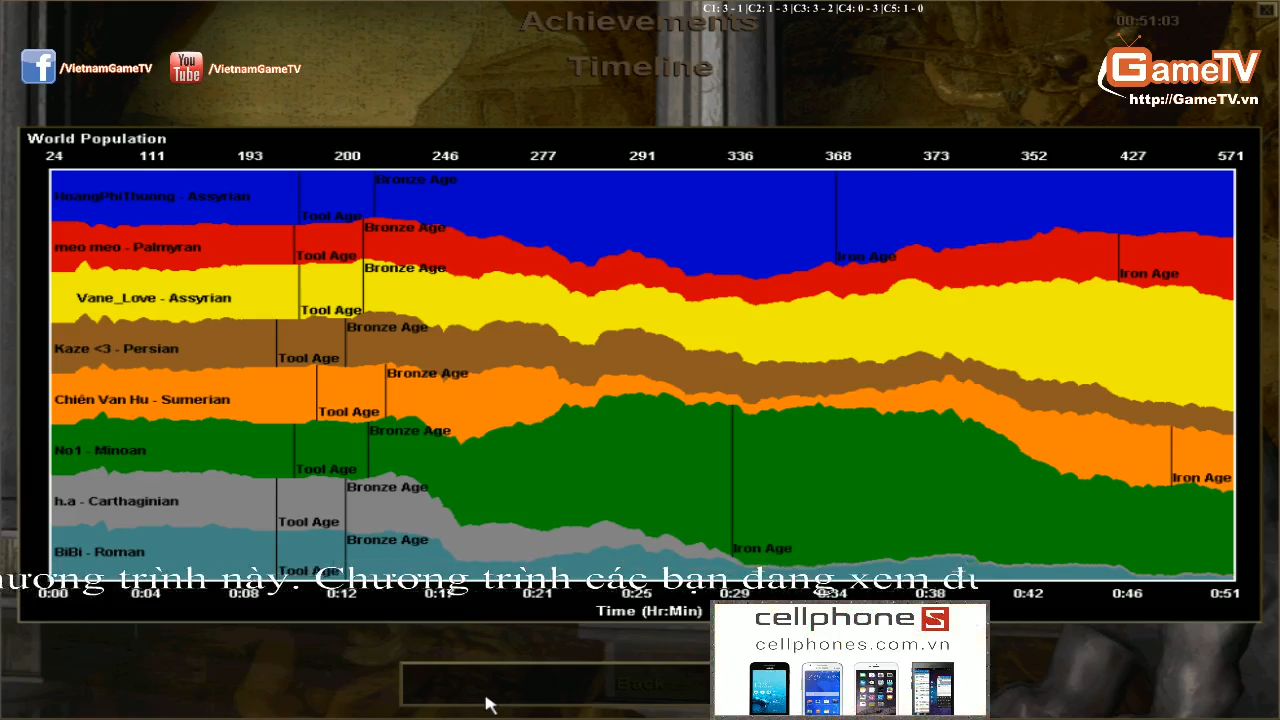 C1: 3 - 1 |C2: 1 - 3 |C3: 3 - 2 |C4: 0 - 3 |C5: 1 - 0
Achievements
00:51:03
Timeline
/VietnamGameTV
You Tube
/VietnamGameTV
GameTV
http://GameTV.vn
World Population
24 111 193 200 246 277 291 336 368 373 352 427 571
HoangPhiThuong - Assyrian
Tool Age
Bronze Age
Iron Age
meo meo - Palmyran
Tool Age
Bronze Age
Iron Age
Vane_Love - Assyrian
Tool Age
Bronze Age
Kaze <3 - Persian
Tool Age
Bronze Age
Chiến Van Hu - Sumerian
Tool Age
Bronze Age
Iron Age
No1 - Minoan
Tool Age
Bronze Age
Iron Age
h.a - Carthaginian
Tool Age
Bronze Age
BiBi - Roman
Tool Age
Bronze Age
trình này. Chương trình các bạn đang xem
0:00 0:04 0:08 0:12 0:21 0:25 0:29 0:34 0:38 0:42 0:46 0:51
Time (Hr:Min)
cellphone S
cellphones.com.vn
Back